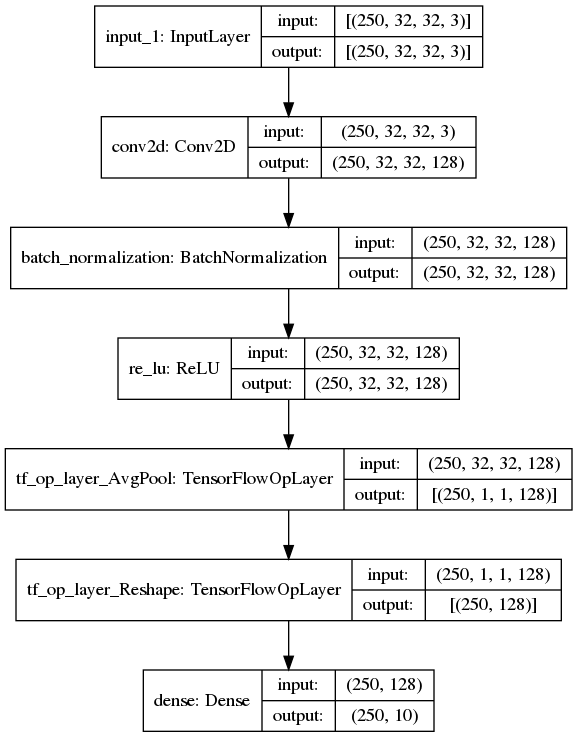 input_1: InputLayer
input: [(250, 32, 32, 3)]
output: [(250, 32, 32, 3)]
conv2d: Conv2D
input: (250, 32, 32, 3)
output: (250, 32, 32, 128)
batch_normalization: BatchNormalization
input: (250, 32, 32, 128)
output: (250, 32, 32, 128)
re_lu: ReLU
input: (250, 32, 32, 128)
output: (250, 32, 32, 128)
tf_op_layer_AvgPool: TensorFlowOpLayer
input: (250, 32, 32, 128)
output: [(250, 1, 1, 128)]
tf_op_layer_Reshape: TensorFlowOpLayer
input: (250, 1, 1, 128)
output: [(250, 128)]
dense: Dense
input: (250, 128)
output: (250, 10)